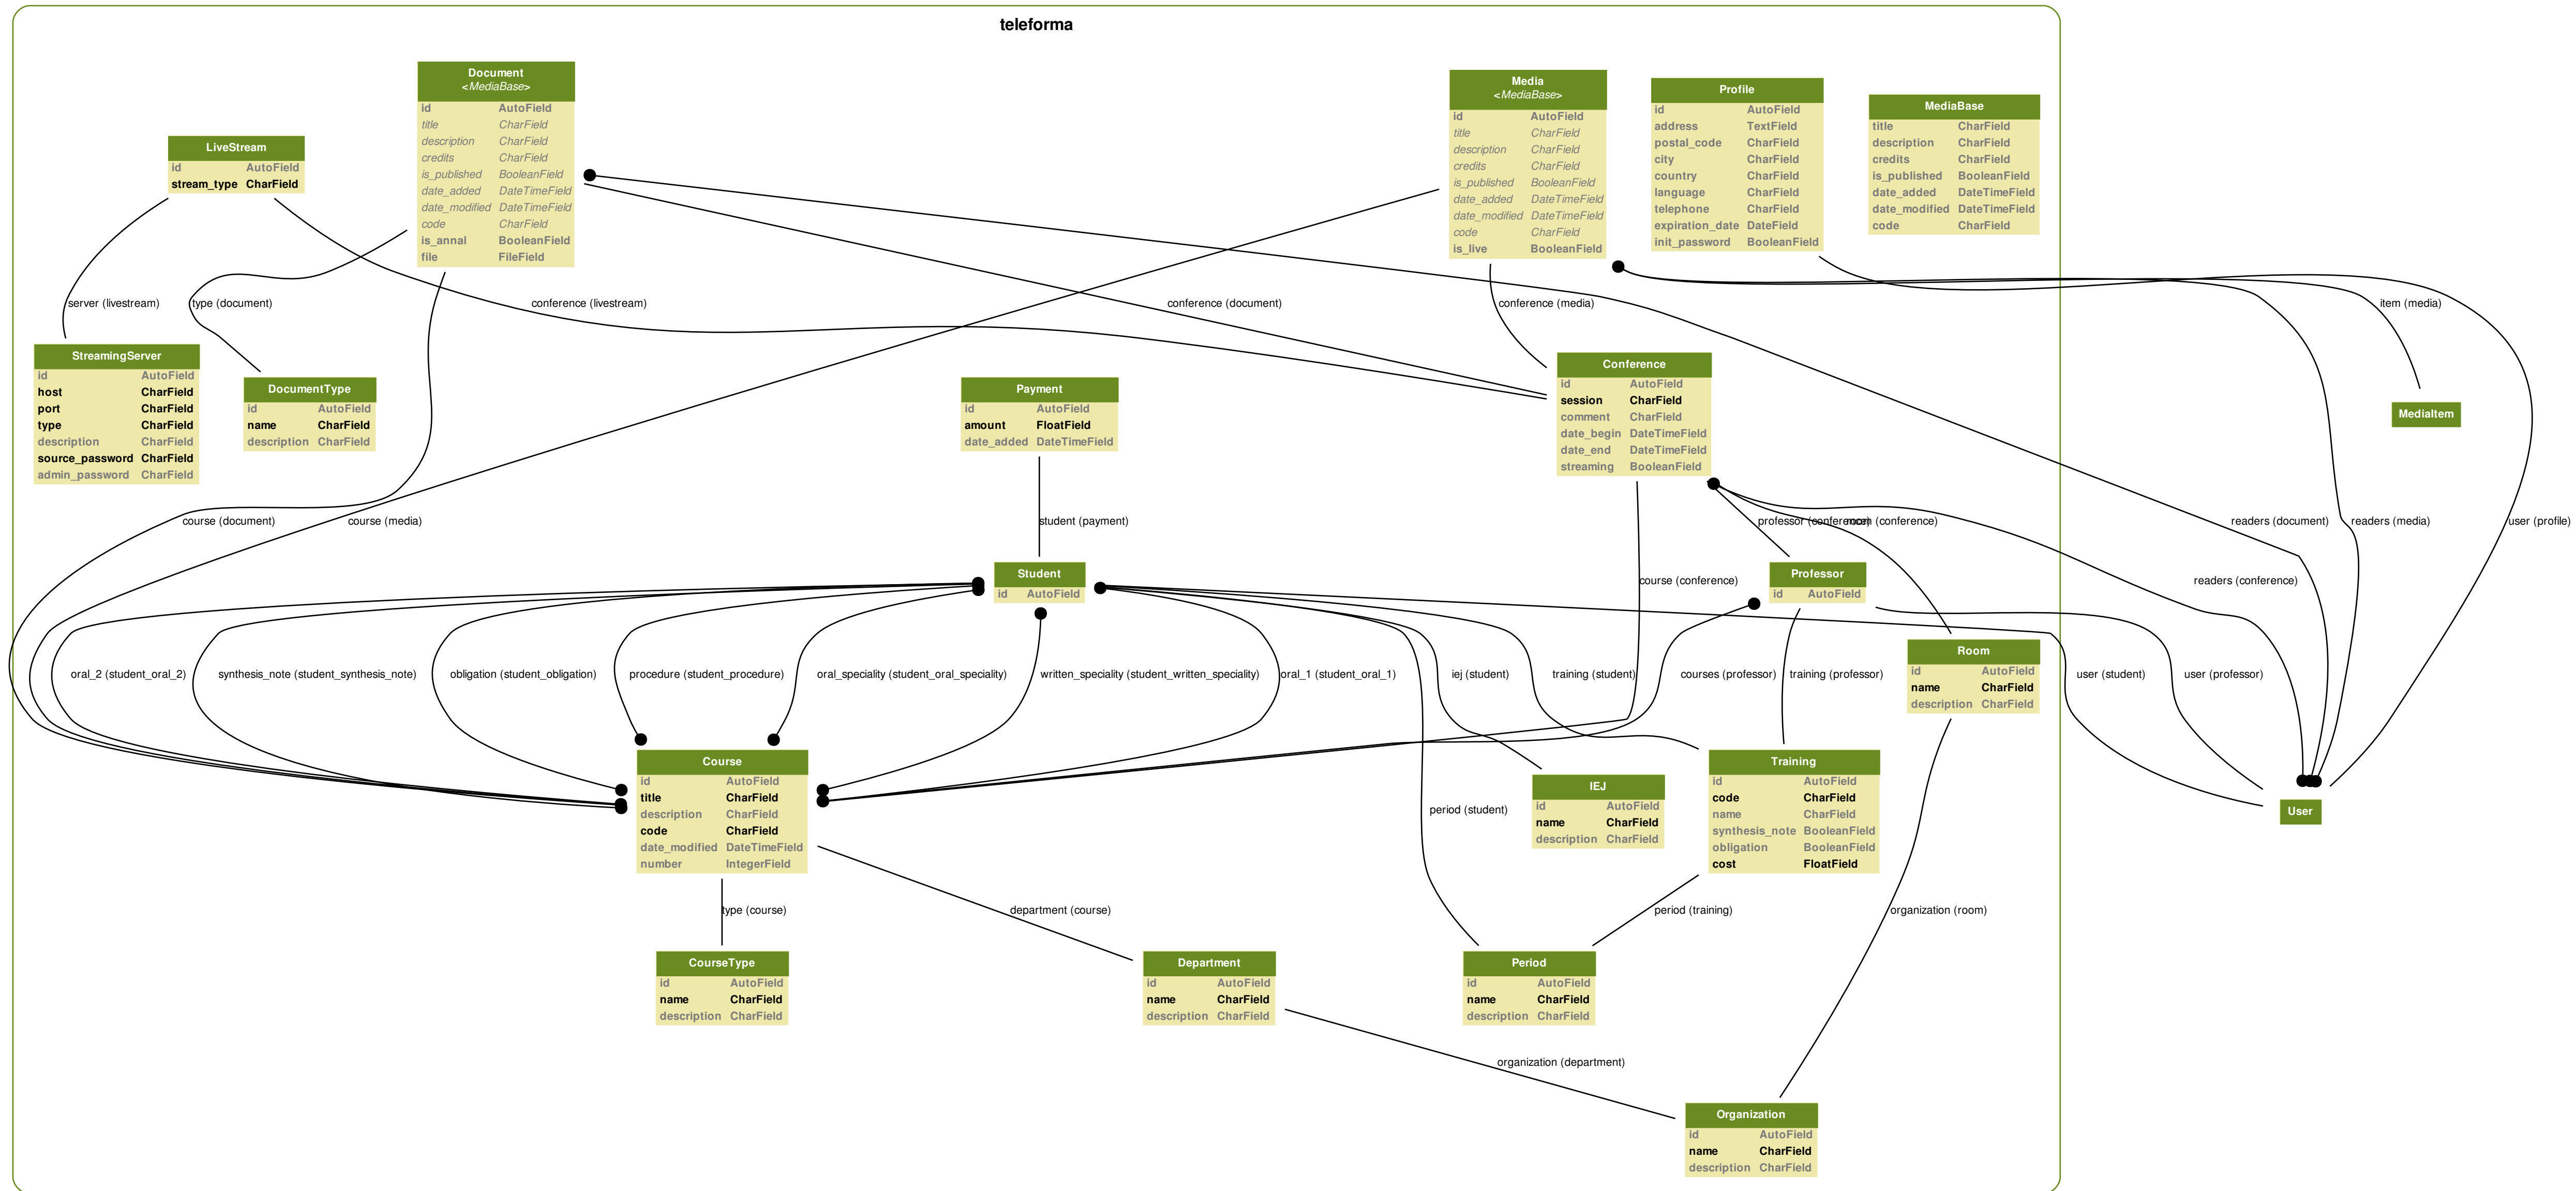 teleforma
Document
<MediaBase>
id AutoField
title CharField
description CharField
credits CharField
is_published BooleanField
date_added DateTimeField
date_modified DateTimeField
code CharField
is_annal BooleanField
file FileField
Media
<MediaBase>
id AutoField
title CharField
description CharField
credits CharField
is_published BooleanField
date_added DateTimeField
date_modified DateTimeField
code CharField
is_live BooleanField
Profile
id AutoField
address TextField
postal_code CharField
city CharField
country CharField
language CharField
telephone CharField
expiration_date DateField
init_password BooleanField
MediaBase
title CharField
description CharField
credits CharField
is_published BooleanField
date_added DateTimeField
date_modified DateTimeField
code CharField
LiveStream
id AutoField
stream_type CharField
server (livestream)
type (document)
conference (livestream)
conference (document)
conference (media)
item (media)
StreamingServer
id AutoField
host CharField
port CharField
type CharField
description CharField
source_password CharField
admin_password CharField
DocumentType
id AutoField
name CharField
description CharField
Payment
id AutoField
amount FloatField
date_added DateTimeField
Conference
id AutoField
session CharField
comment CharField
date_begin DateTimeField
date_end DateTimeField
streaming BooleanField
MediaItem
course (document)
course (media)
student (payment)
professor (conference)
room (conference)
readers (document)
readers (media)
user (profile)
Student
id AutoField
course (conference)
Professor
id AutoField
readers (conference)
oral_2 (student_oral_2)
synthesis_note (student_synthesis_note)
obligation (student_obligation)
procedure (student_procedure)
oral_speciality (student_oral_speciality)
written_speciality (student_written_speciality)
oral_1 (student_oral_1)
iej (student)
training (student)
courses (professor)
training (professor)
Room
id AutoField
name CharField
description CharField
user (student)
user (professor)
Course
id AutoField
title CharField
description CharField
code CharField
date_modified DateTimeField
number IntegerField
period (student)
IEJ
id AutoField
name CharField
description CharField
Training
id AutoField
code CharField
name CharField
synthesis_note BooleanField
obligation BooleanField
cost FloatField
User
type (course)
department (course)
period (training)
organization (room)
CourseType
id AutoField
name CharField
description CharField
Department
id AutoField
name CharField
description CharField
Period
id AutoField
name CharField
description CharField
organization (department)
Organization
id AutoField
name CharField
description CharField